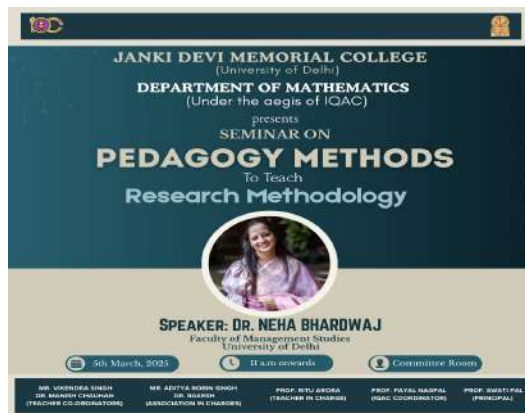 JANKI DEVI MEMORIAL COLLEGE
(University of Delhi)
DEPARTMENT OF MATHEMATICS
(Under the aegis of IQAC)
presents
SEMINAR ON
PEDAGOGY METHODS
To Teach
Research Methodology
SPEAKER: DR. NEHA BHARDWAJ
Faculty of Management Studies
University of Delhi
5th March, 2025
11 a.m onwards
Committee Room
MR. VIKENDRA SINGH
DR. MANISH CHAUHAN
(TEACHER CO-ORDINATORS)
MR. ADITYA ROBIN SINGH
DR. RAKESH
(ASSOCIATION IN CHARGES)
PROF. NITU ARORA
(TEACHER IN CHARGE)
PROF. PAYAL NAGPAL
(IQAC COORDINATOR)
PROF. SWATI PAL
(PRINCIPAL)